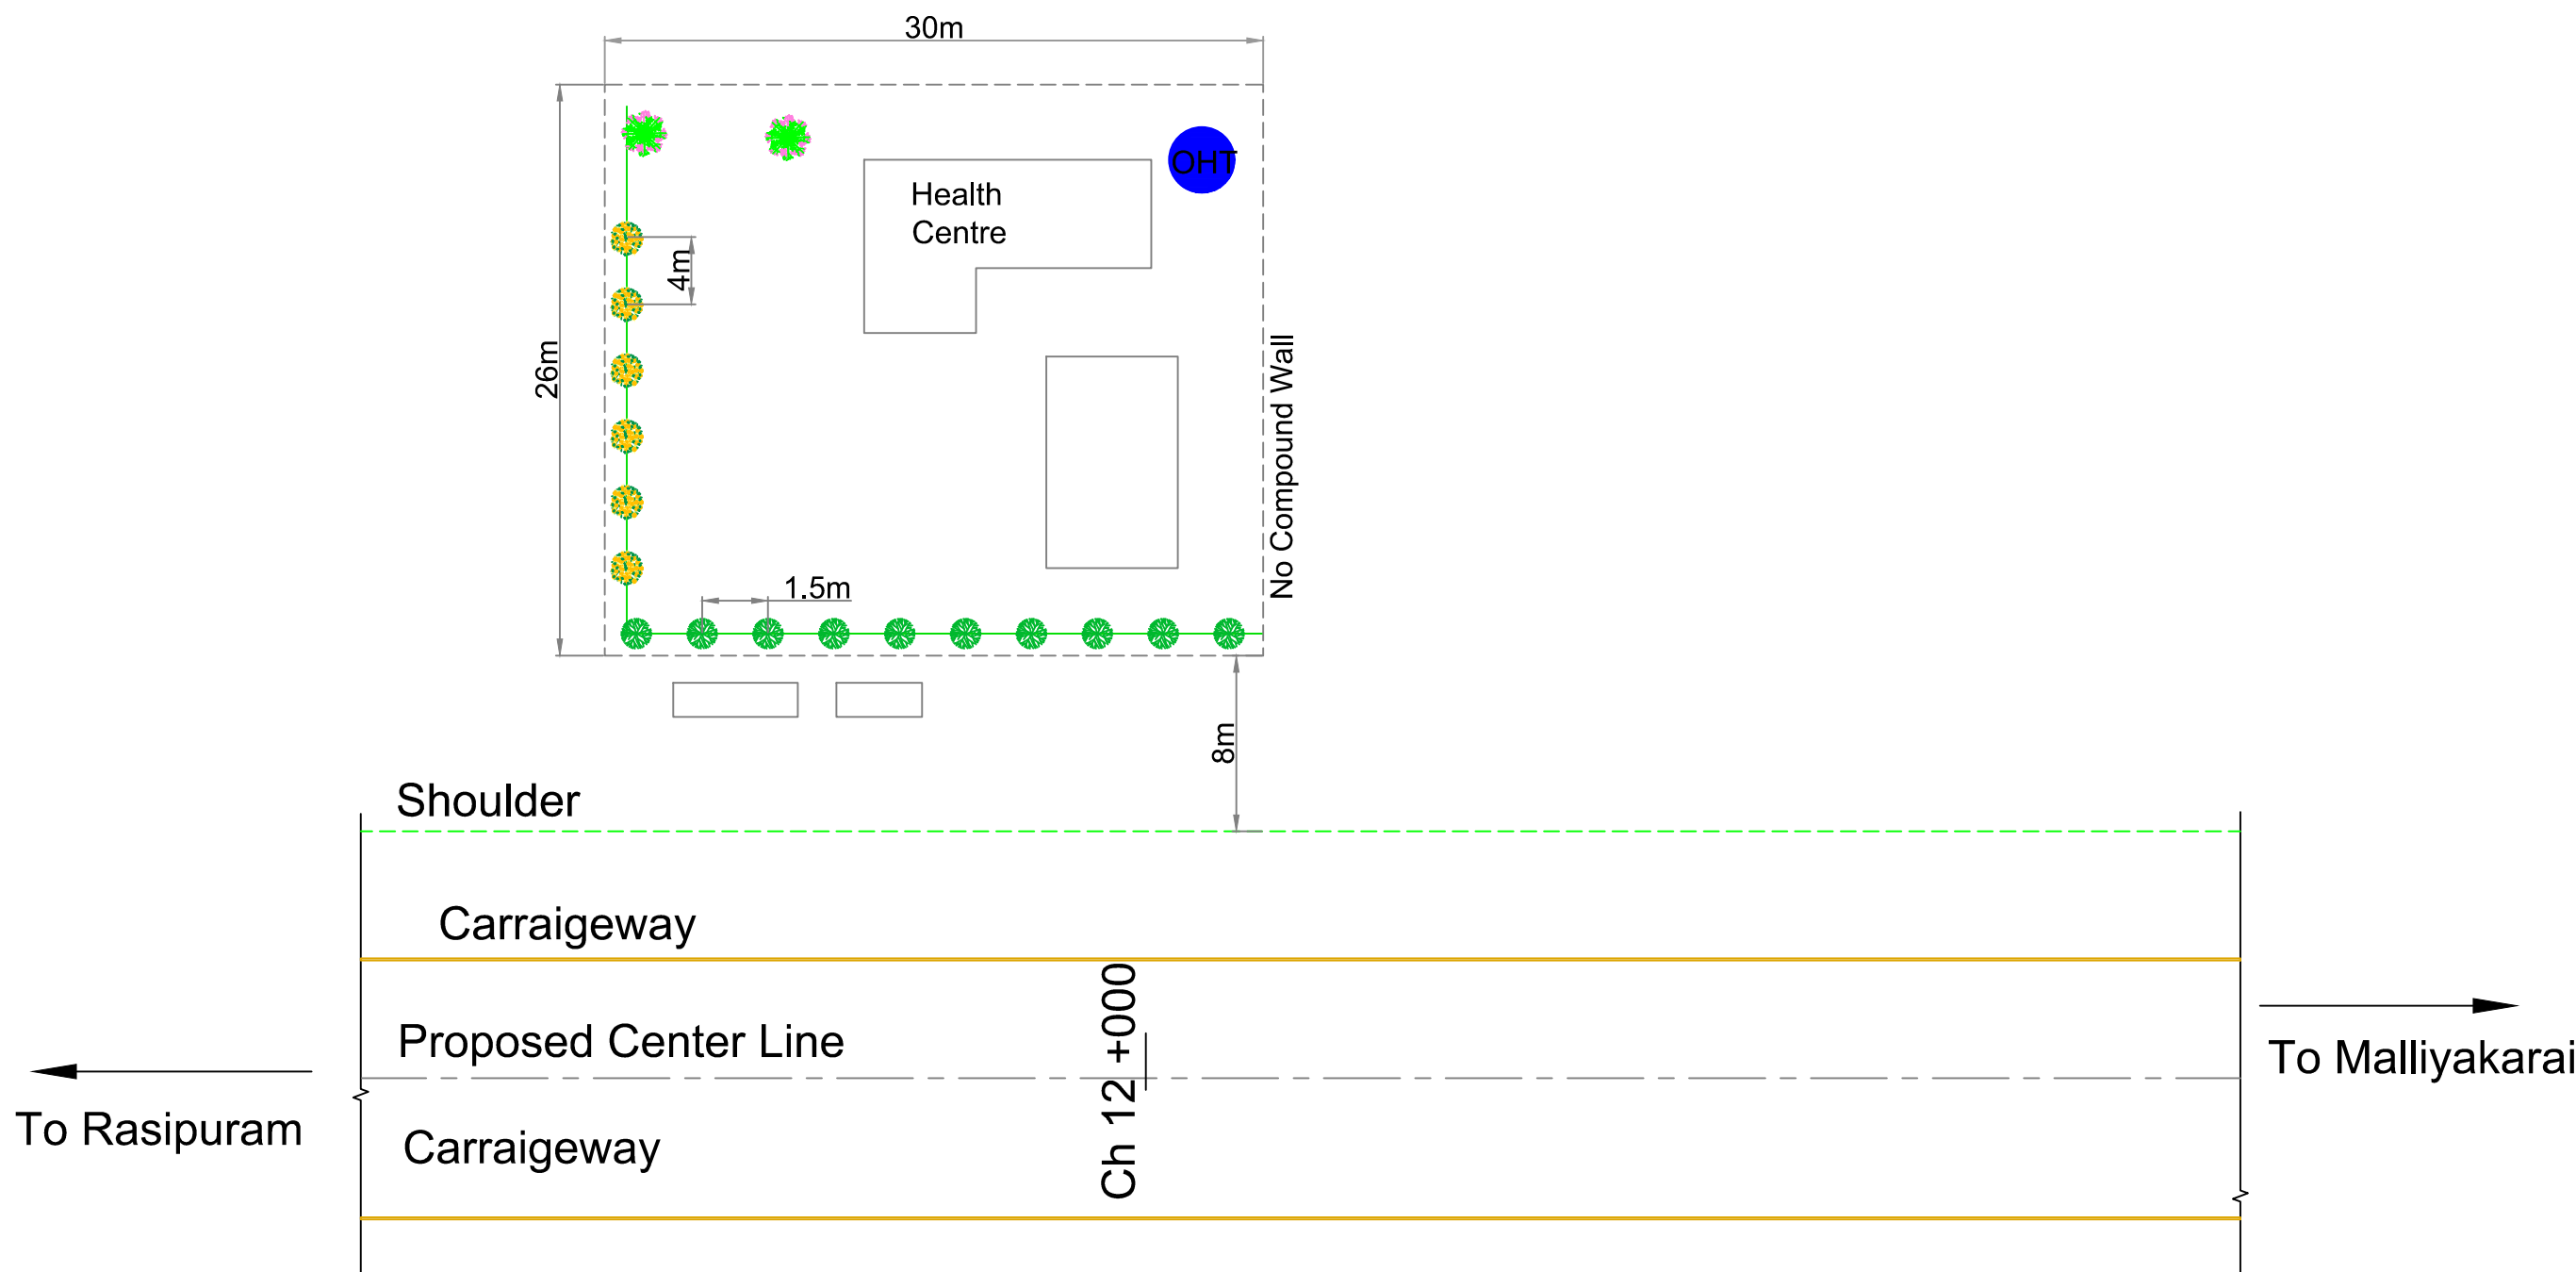 30m
OHT
Health
Centre
4m
26m
No Compound Wall
1.5m
8m
Shoulder
Carraigeway
Ch 12 +000
Proposed Center Line
To Malliyakarai
To Rasipuram
Carraigeway